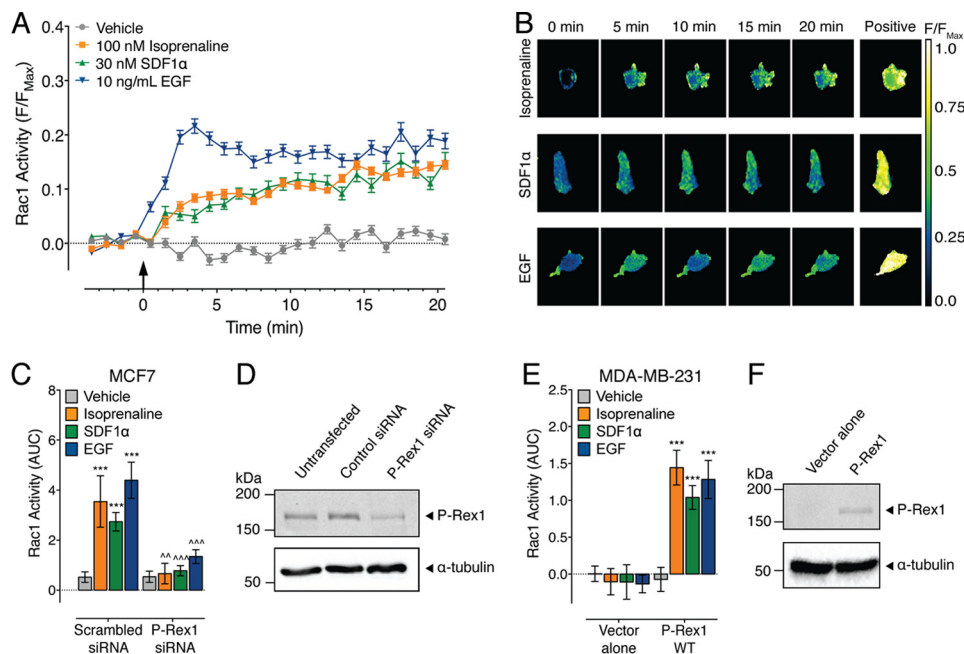 A
Rac1 Activity (F/FMax)
0.4
0.3
0.2
0.1
0.0
Vehicle
100 nM Isoprenaline
30 nM SDF1α
10 ng/mL EGF
0
5
10
15
20
Time (min)
B
0 min
5 min
10 min
15 min
20 min
Positive
F/FMax
Isoprenaline
SDF1α
EGF
1.0
0.75
0.5
0.25
0.0
C
MCF7
Rac1 Activity (AUC)
8
6
4
2
0
Vehicle
Isoprenaline
SDF1α
EGF
***
***
***
^^
^^^
^^^
Scrambled
siRNA
P-Rex1
siRNA
D
Untransfected
Control siRNA
P-Rex1 siRNA
kDa
200
150
50
P-Rex1
α-tubulin
E
MDA-MB-231
Rac1 Activity (AUC)
2.5
2.0
1.5
1.0
0.5
0.0
Vehicle
Isoprenaline
SDF1α
EGF
***
***
***
Vector
alone
P-Rex1
WT
F
Vector alone
P-Rex1
kDa
200
150
50
P-Rex1
α-tubulin